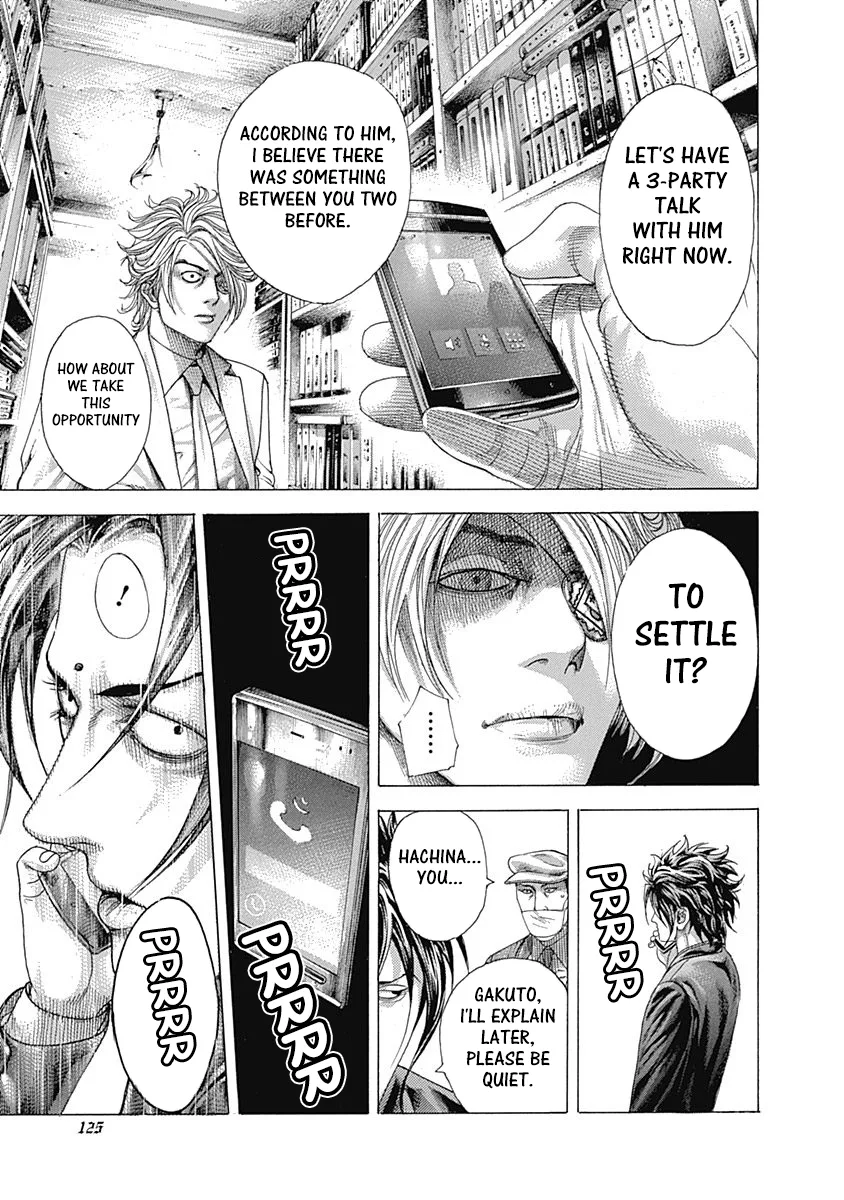 LET'S HAVE
A 3-PARTY
TALK
WITH HIM
RIGHT NOW.
ACCORDING TO HIM,
I BELIEVE THERE
WAS SOMETHING
BETWEEN YOU TWO
BEFORE.
HOW ABOUT
WE TAKE
THIS
OPPORTUNITY
TO
SETTLE
IT?
......
PRRRR
PRRRR
!
PRRRR
PRRRR
HACHINA...
YOU...
GAKUTO,
I'LL EXPLAIN
LATER,
PLEASE BE
QUIET.
125